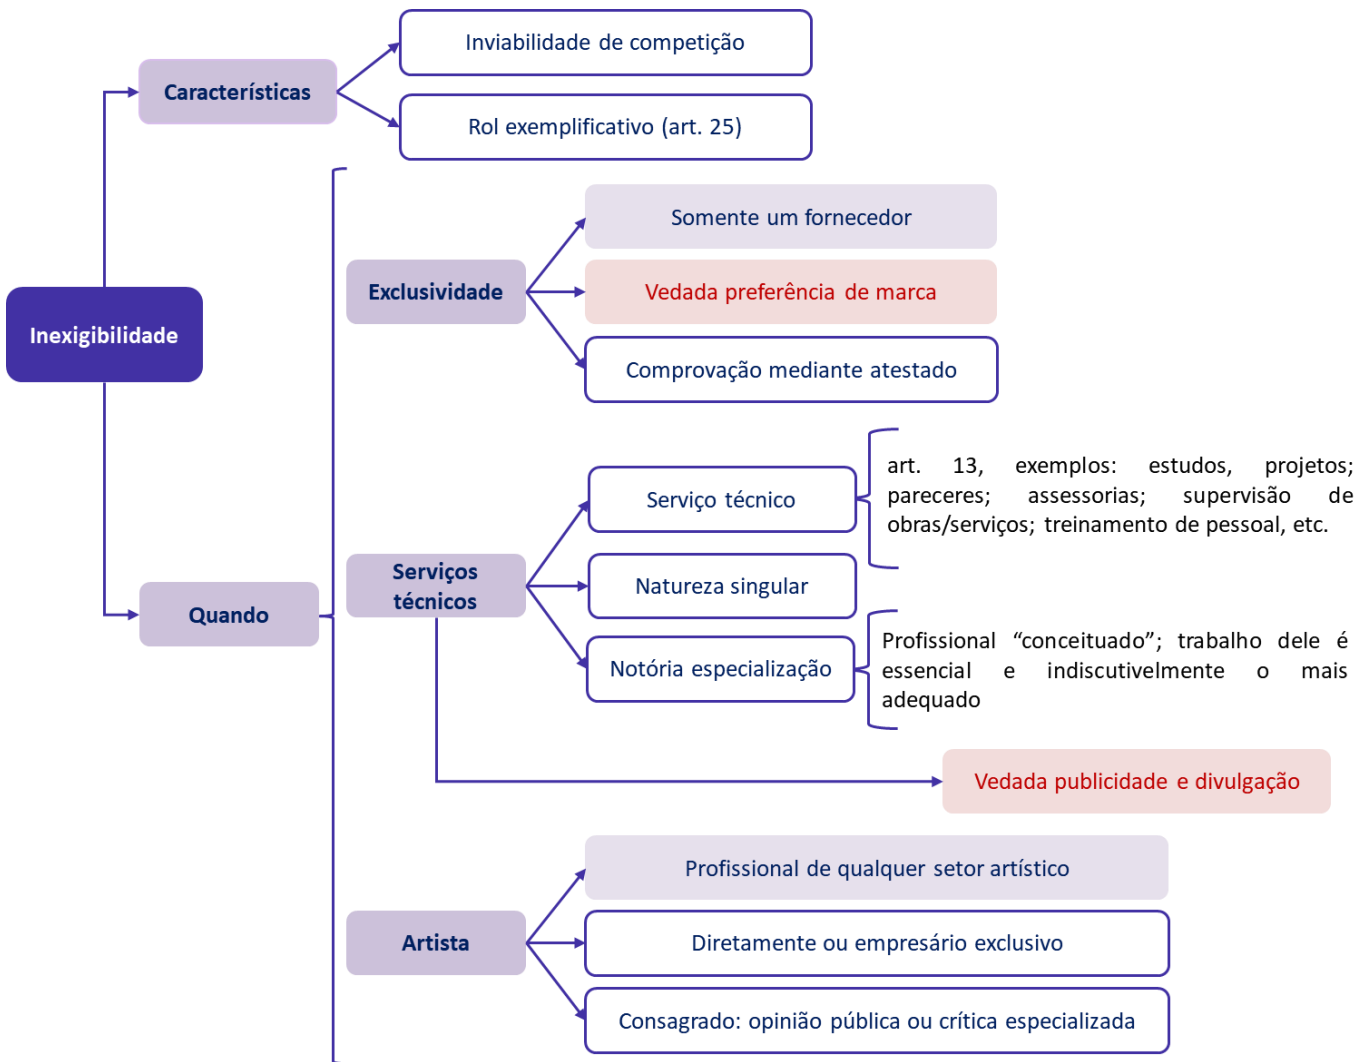 Inexigibilidade
Características
Inviabilidade de competição
Rol exemplificativo (art. 25)
Quando
Exclusividade
Somente um fornecedor
Vedada preferência de marca
Comprovação mediante atestado
Serviços
técnicos
Serviço técnico
art. 13, exemplos: estudos, projetos;
pareceres; assessorias; supervisão de
obras/serviços; treinamento de pessoal, etc.
Natureza singular
Notória especialização
Profissional “conceituado”; trabalho dele é
essencial e indiscutivelmente o mais
adequado
Vedada publicidade e divulgação
Artista
Profissional de qualquer setor artístico
Diretamente ou empresário exclusivo
Consagrado: opinião pública ou crítica especializada